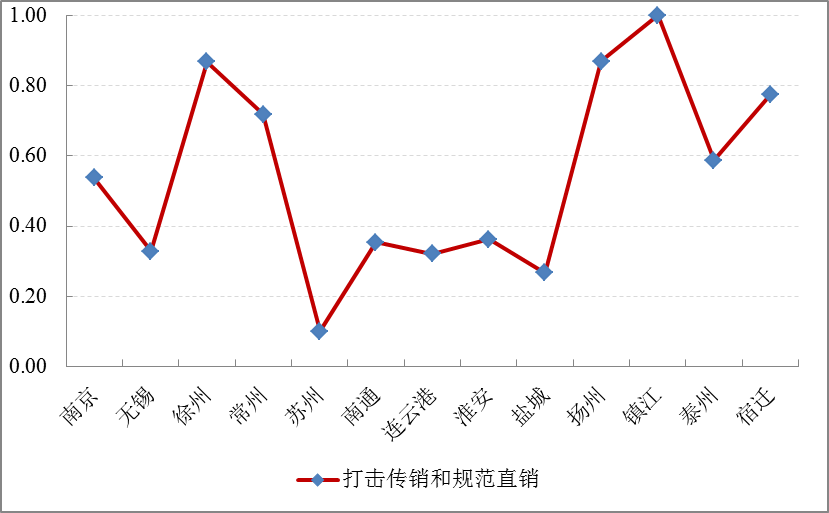 1.00
0.80
0.60
0.40
0.20
0.00
南京
无锡
徐州
常州
苏州
南通
连云港
淮安
盐城
扬州
镇江
泰州
宿迁
打击传销和规范直销